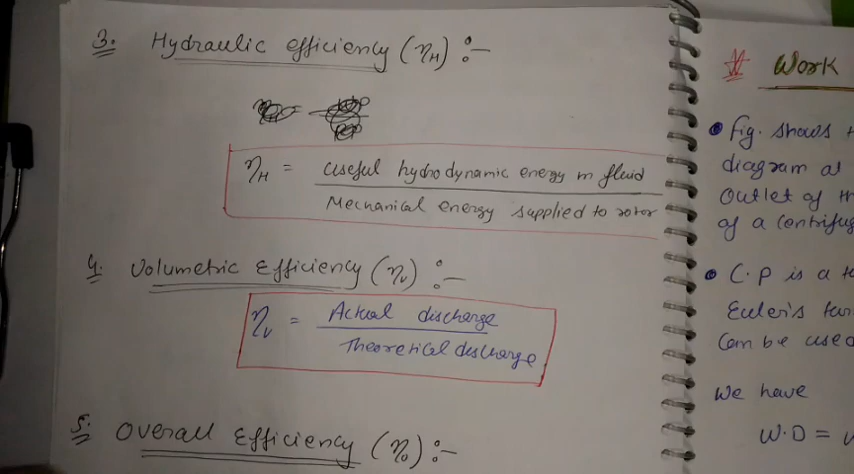 3. Hydraulic efficiency (ηH) :-
ηH = Useful hydrodynamic energy in fluid
Mechanical energy supplied to rotor
4. Volumetric Efficiency (ηv) :-
ηv = Actual discharge
Theoretical discharge
5. Overall Efficiency (ηo) :-
Work
Fig. shows
diagram at
Outlet of th
of a Centrifug
C.P is a
Euler's tur
Can be used
We have
W.D =